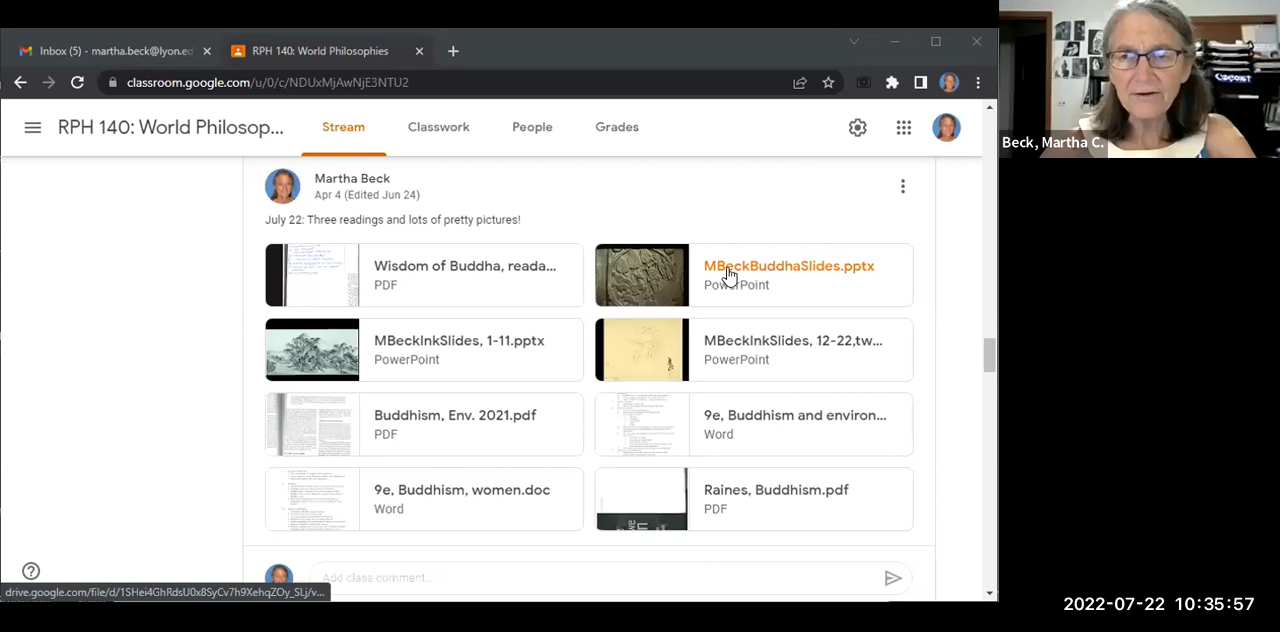 Inbox (5) - martha.beck@lyon.ed
RPH 140: World Philosophies
classroom.google.com/u/0/c/NDUxMjAwNjE3NTU2
RPH 140: World Philosop...
Stream
Classwork
People
Grades
Beck, Martha C.
Martha Beck
Apr 4 (Edited Jun 24)
July 22: Three readings and lots of pretty pictures!
Wisdom of Buddha, reada...
PDF
MBeckBuddhaSlides.pptx
PowerPoint
MBeckInkSlides, 1-11.pptx
PowerPoint
MBeckInkSlides, 12-22,tw...
PowerPoint
Buddhism, Env. 2021.pdf
PDF
9e, Buddhism and environ...
Word
9e, Buddhism, women.doc
Word
Raines, Buddhism.pdf
PDF
Add class comment...
drive.google.com/file/d/1SHei4GhRdsU0x8SyCv7h9XehqZOy_SLj/v...
2022-07-22 10:35:57